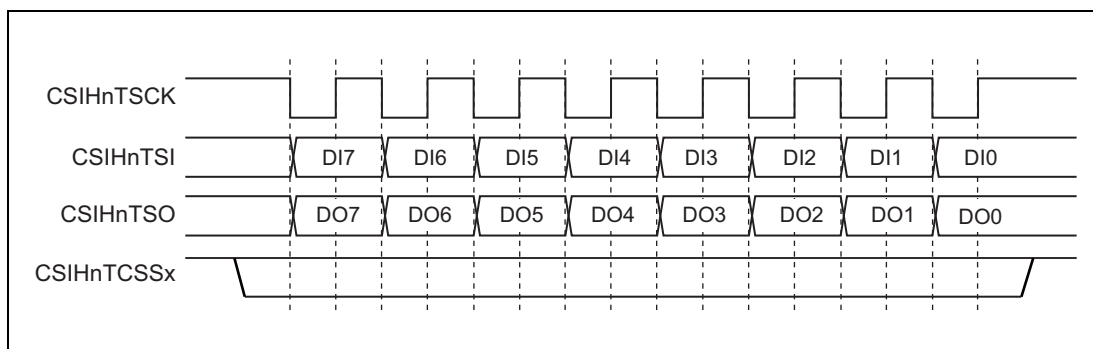 CSIHnTSCK
CSIHnTSI DI7 DI6 DI5 DI4 DI3 DI2 DI1 DI0
CSIHnTSO DO7 DO6 DO5 DO4 DO3 DO2 DO1 DO0
CSIHnTCSSx